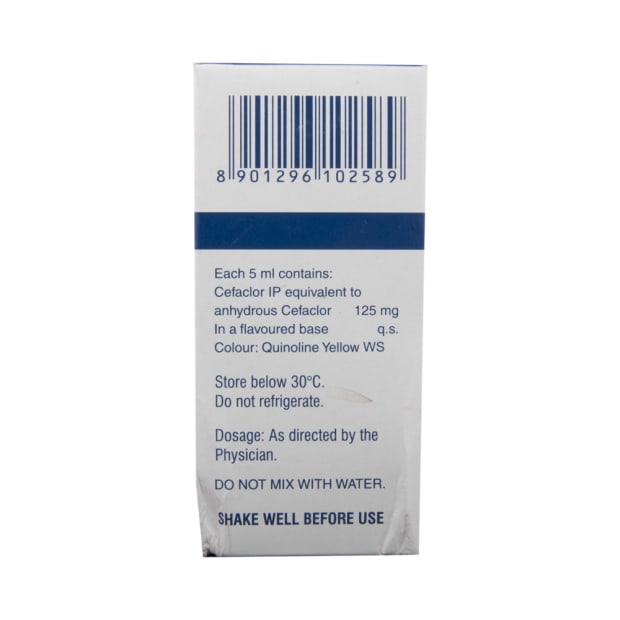 8 901296 102589
Each 5 ml contains:
Cefaclor IP equivalent to
anhydrous Cefaclor 125 mg
In a flavoured base q.s.
Colour: Quinoline Yellow WS
Store below 30°C.
Do not refrigerate.
Dosage: As directed by the
Physician.
DO NOT MIX WITH WATER.
SHAKE WELL BEFORE USE